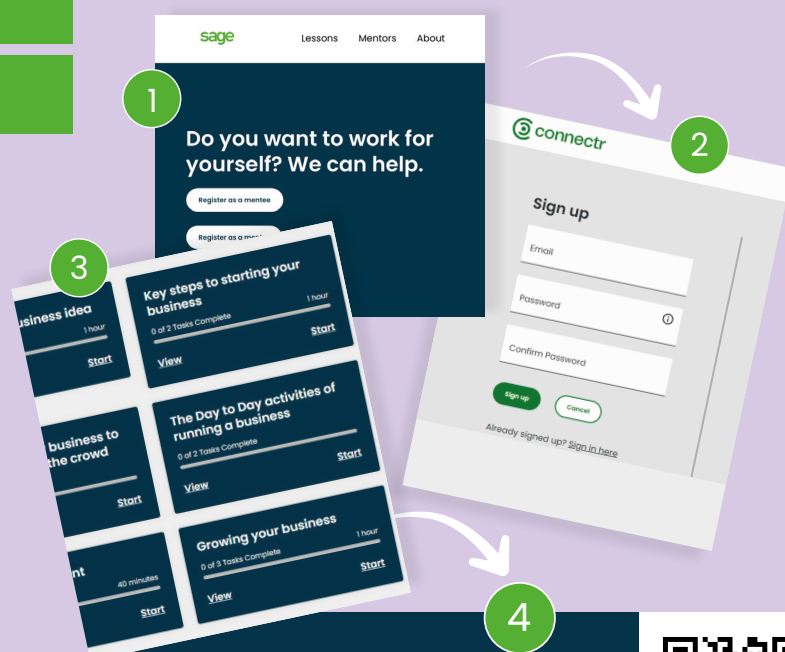 sage
Lessons Mentors About
1
Do you want to work for
yourself? We can help.
Register as a mentee
Register as a
2
connectr
Sign up
Email
Password
Confirm Password
Sign up Cancel
Already signed up? Sign in here
3
idea
1 hour
Start
Key steps to starting your
business
0 of 2 Tasks Complete 1 hour
View Start
business to
the crowd
Start
The Day to Day activities of
running a business
0 of 2 Tasks Complete
View Start
40 minutes
Start
Growing your business
0 of 3 Tasks Complete 1 hour
View Start
4